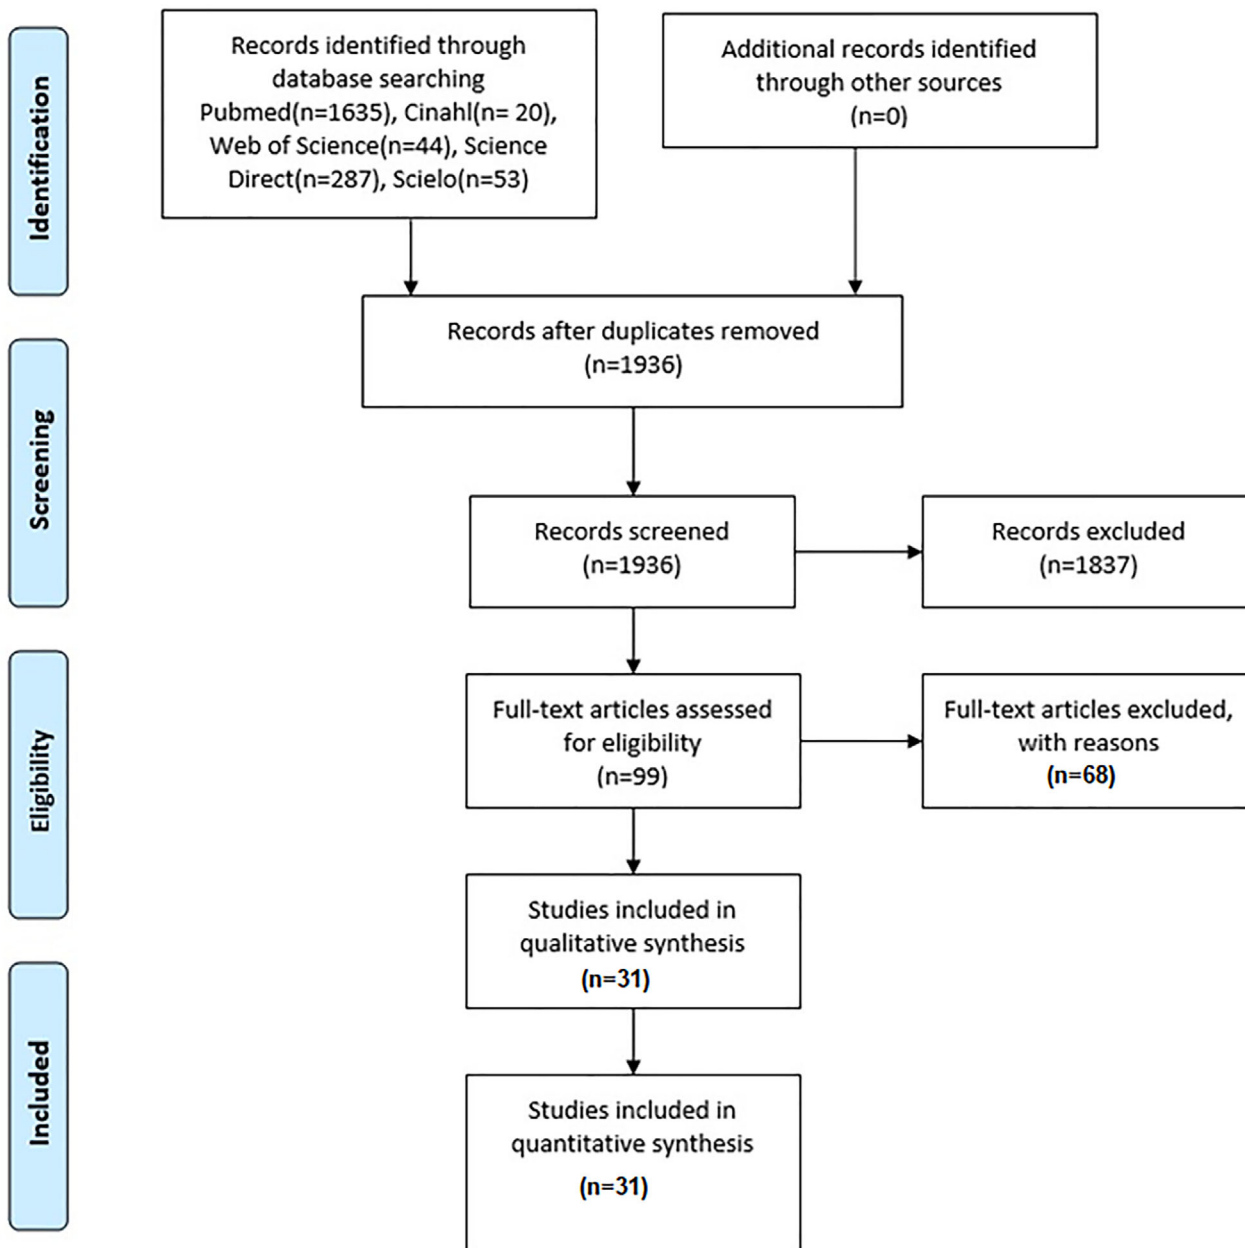 Identification
Records identified through
database searching
Pubmed(n=1635), Cinahl(n= 20),
Web of Science(n=44), Science
Direct(n=287), Scielo(n=53)
Additional records identified
through other sources
(n=0)
Records after duplicates removed
(n=1936)
Screening
Records screened
(n=1936)
Records excluded
(n=1837)
Eligibility
Full-text articles assessed
for eligibility
(n=99)
Full-text articles excluded,
with reasons
(n=68)
Studies included in
qualitative synthesis
(n=31)
Included
Studies included in
quantitative synthesis
(n=31)